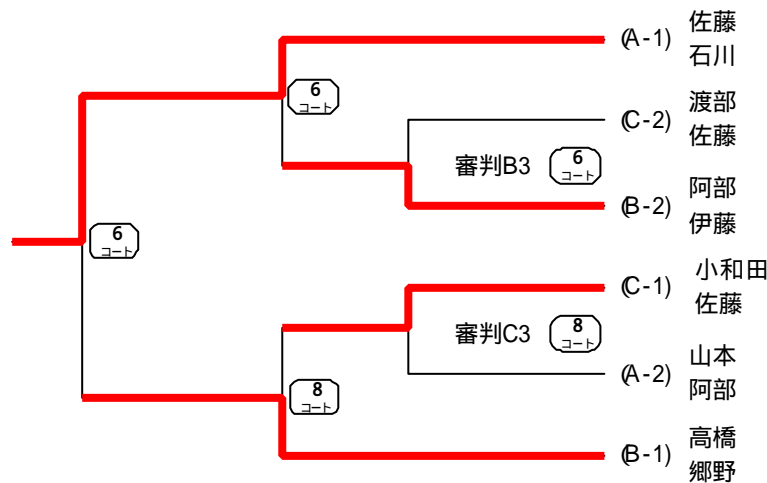 (A-1) 佐藤
石川
6
コート
(C-2) 渡部
佐藤
審判B3 6
コート
(B-2) 阿部
伊藤
6
コート
(C-1) 小和田
佐藤
審判C3 8
コート
(A-2) 山本
阿部
8
コート
(B-1) 高橋
郷野